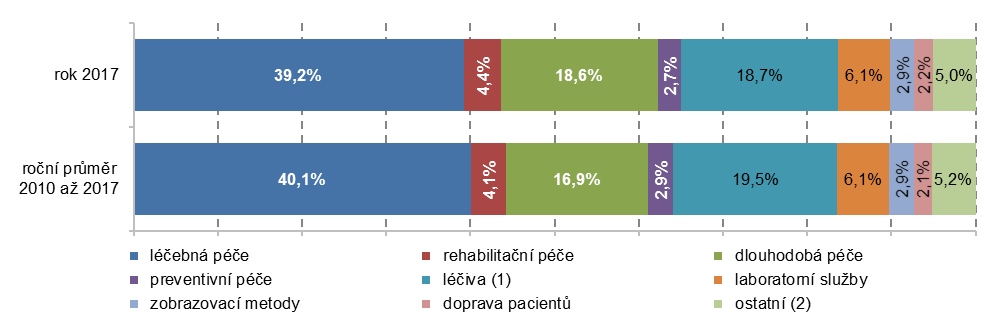 rok 2017
39,2%
4,4%
18,6%
2,7%
18,7%
6,1%
2,9%
2,2%
5,0%
roční průměr
2010 až 2017
40,1%
4,1%
16,9%
2,9%
19,5%
6,1%
2,9%
2,1%
5,2%
léčebná péče
rehabilitační péče
dlouhodobá péče
preventivní péče
léčiva (1)
laboratorní služby
zobrazovací metody
doprava pacientů
ostatní (2)